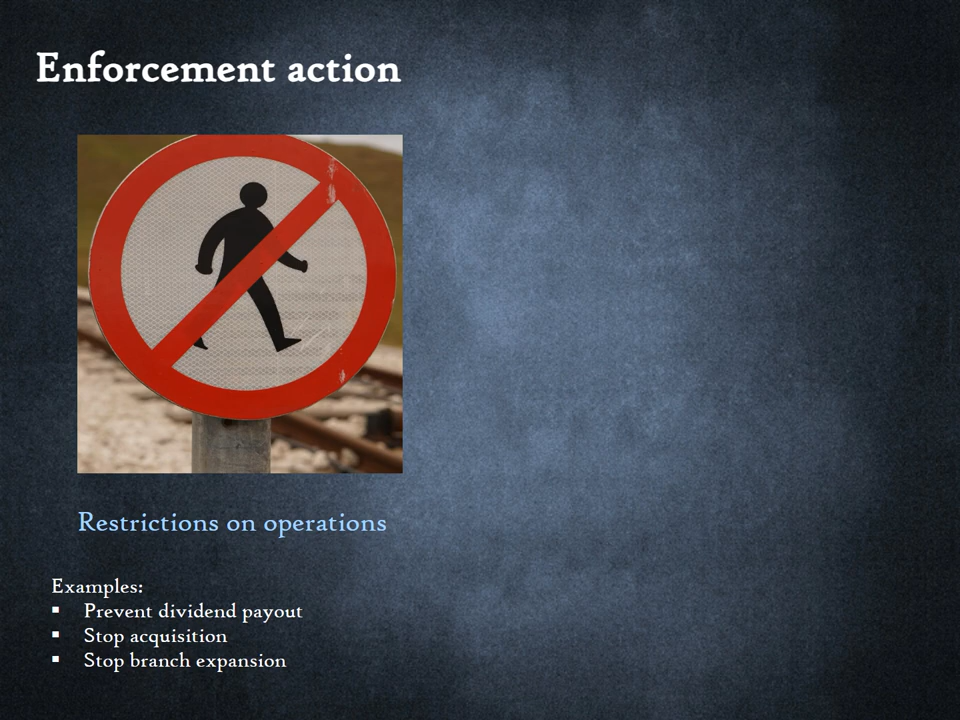 Enforcement action
Restrictions on operations
Examples:
▪ Prevent dividend payout
▪ Stop acquisition
▪ Stop branch expansion